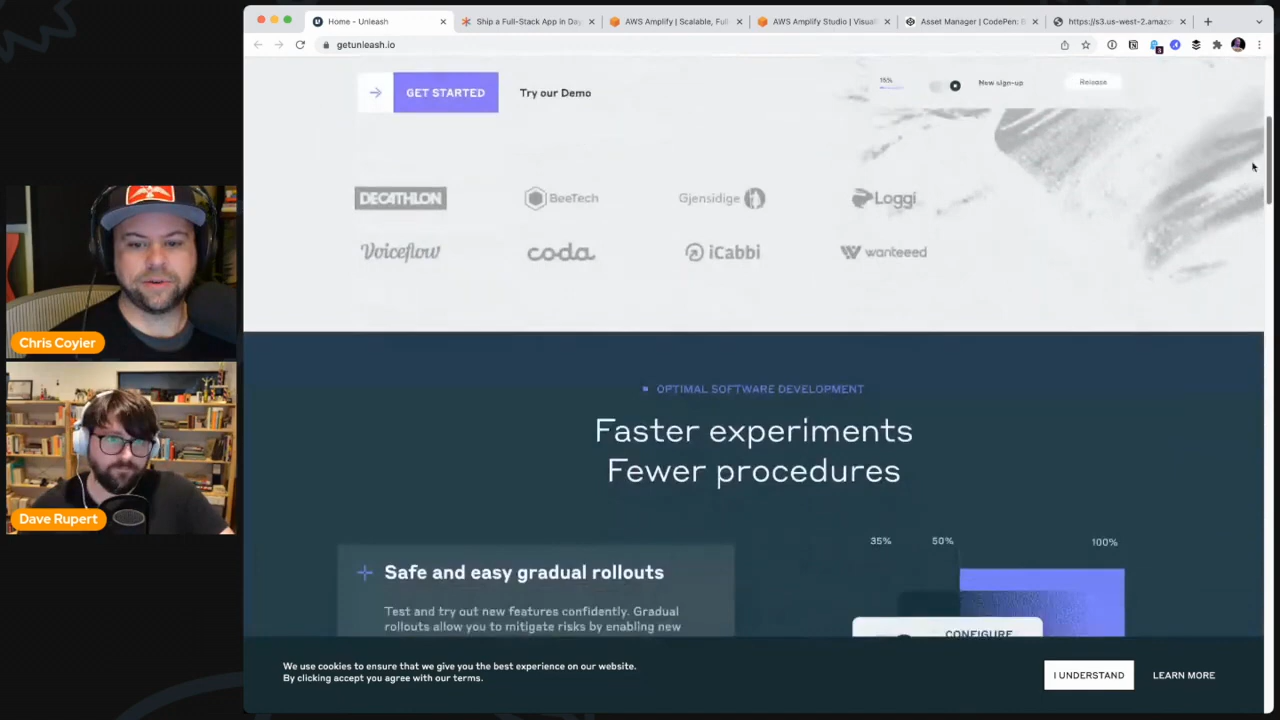 Home - Unleash
Ship a Full-Stack App in Day
AWS Amplify | Scalable, Full
AWS Amplify Studio | Visual
Asset Manager | CodePen:
https://s3.us-west-2.amazo
getunleash.io
GET STARTED
Try our Demo
15%
New sign-up
Release
DECATHLON
BeeTech
Gjensidige
Loggi
Voiceflow
coda
iCabbi
wanteeed
OPTIMAL SOFTWARE DEVELOPMENT
Faster experiments
Fewer procedures
35%
50%
100%
Safe and easy gradual rollouts
Test and try out new features confidently. Gradual
rollouts allow you to mitigate risks by enabling new
CONFIGURE
We use cookies to ensure that we give you the best experience on our website.
By clicking accept you agree with our terms.
I UNDERSTAND
LEARN MORE
Chris Coyier
Dave Rupert